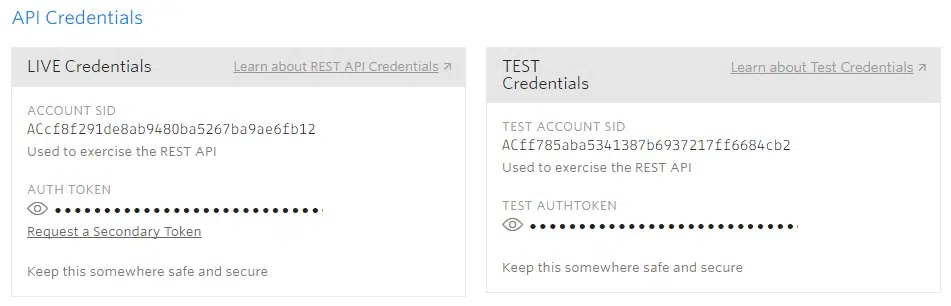 API Credentials
LIVE Credentials
Learn about REST API Credentials ↗
ACCOUNT SID
ACcf8f291de8ab9480ba5267ba9ae6fb12
Used to exercise the REST API
AUTH TOKEN
••••••••••••••••••••••••••••
Request a Secondary Token
Keep this somewhere safe and secure
TEST
Credentials
Learn about Test Credentials ↗
TEST ACCOUNT SID
ACff785aba5341387b6937217ff6684cb2
Used to exercise the REST API
TEST AUTHTOKEN
••••••••••••••••••••••••••••
Keep this somewhere safe and secure